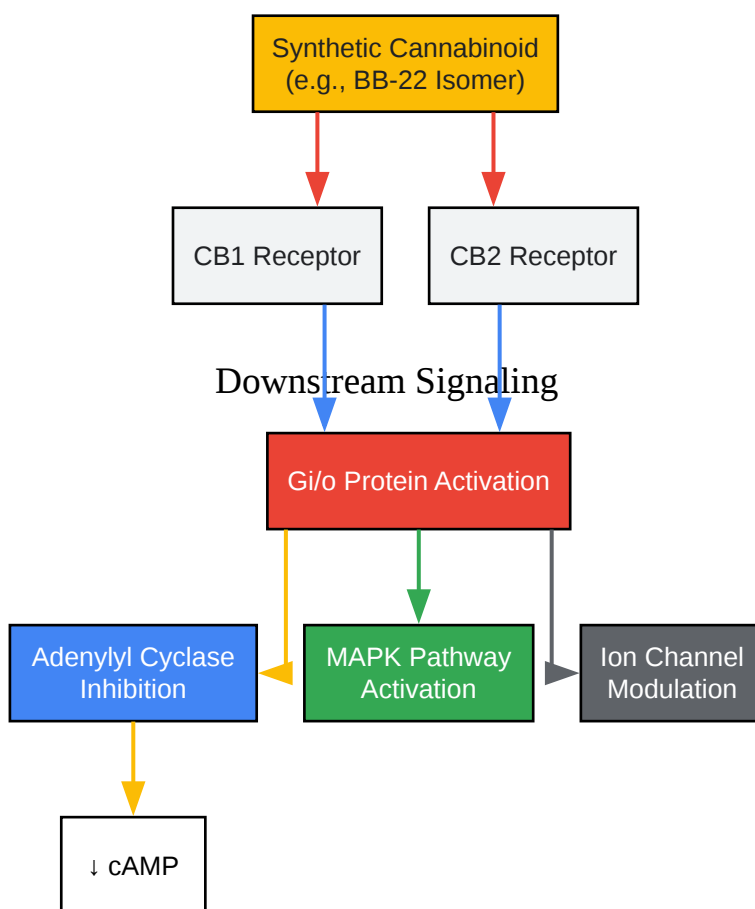 Synthetic Cannabinoid
(e.g., BB-22 Isomer)
CB1 Receptor
CB2 Receptor
Downstream Signaling
Gi/o Protein Activation
Adenylyl Cyclase
Inhibition
MAPK Pathway
Activation
Ion Channel
Modulation
↓ cAMP